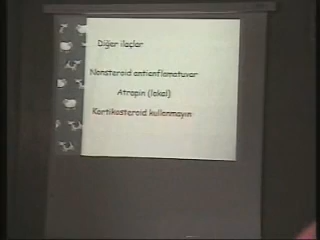 Diğer ilaçlar
Nonsteroid antienflamatuvar
Atropin (lokal)
Kortikosteroid kullanmayın